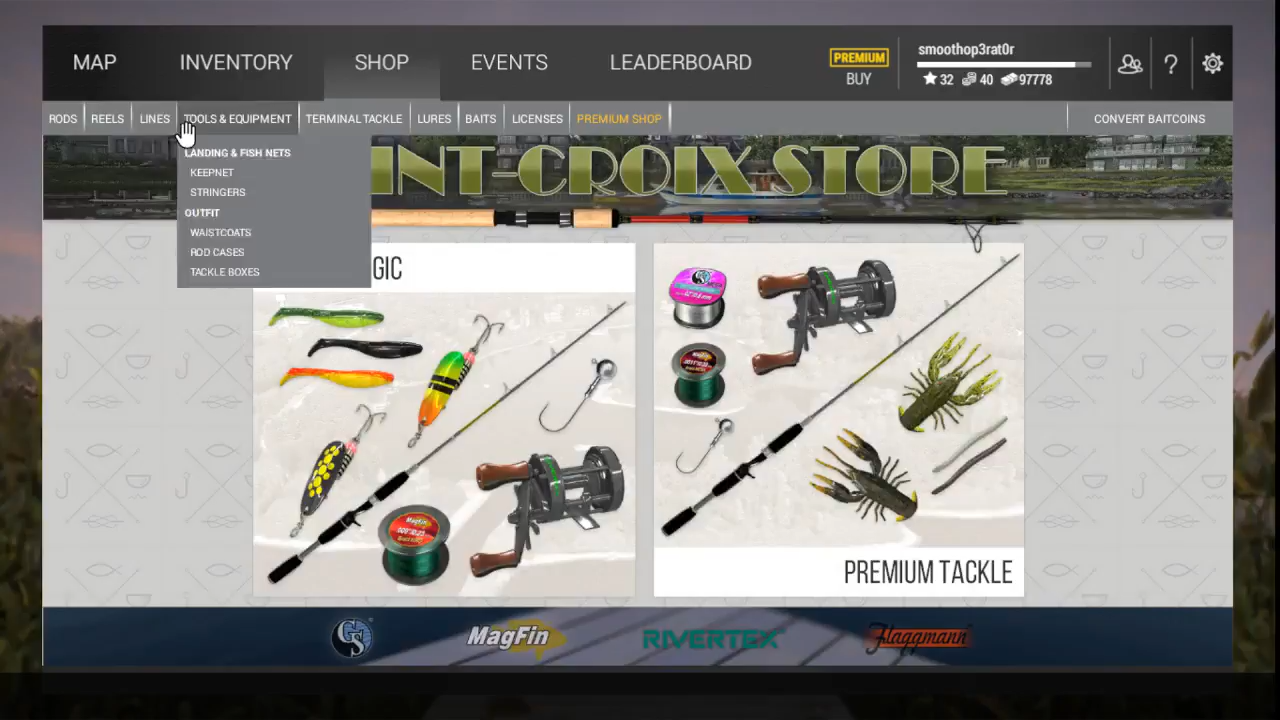 MAP INVENTORY SHOP EVENTS LEADERBOARD PREMIUM BUY smoothop3rat0r
32 40 97778 ?
RODS REELS LINES TOOLS & EQUIPMENT TERMINAL TACKLE LURES BAITS LICENSES PREMIUM SHOP CONVERT BAITCOINS
LANDING & FISH NETS
KEEPNET
STRINGERS
OUTFIT
WAISTCOATS
ROD CASES
TACKLE BOXES
INT-CROIX STORE
GIC
MagFin
PREMIUM TACKLE
MagFin RIVERTEX Flaggmann